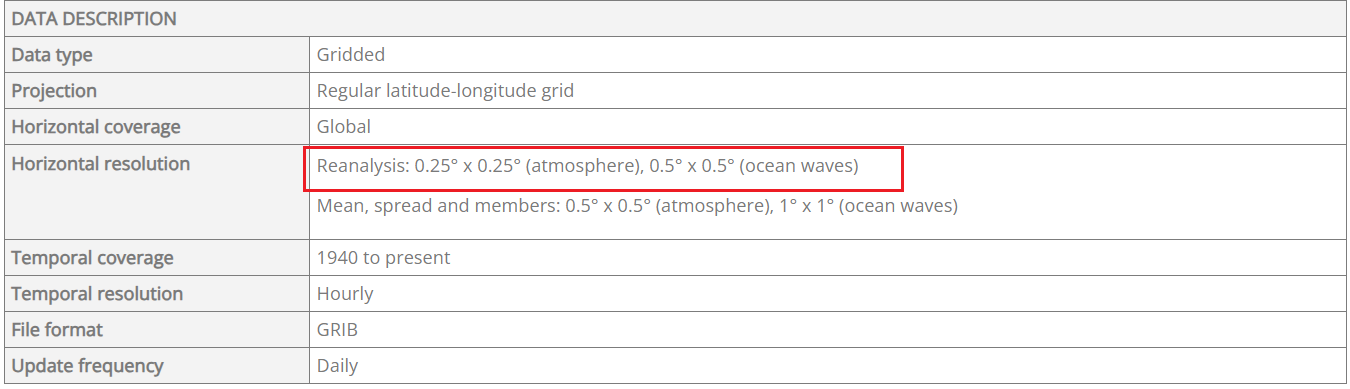 DATA DESCRIPTION
Data type Gridded
Projection Regular latitude-longitude grid
Horizontal coverage Global
Horizontal resolution Reanalysis: 0.25° x 0.25° (atmosphere), 0.5° x 0.5° (ocean waves)
Mean, spread and members: 0.5° x 0.5° (atmosphere), 1° x 1° (ocean waves)
Temporal coverage 1940 to present
Temporal resolution Hourly
File format GRIB
Update frequency Daily